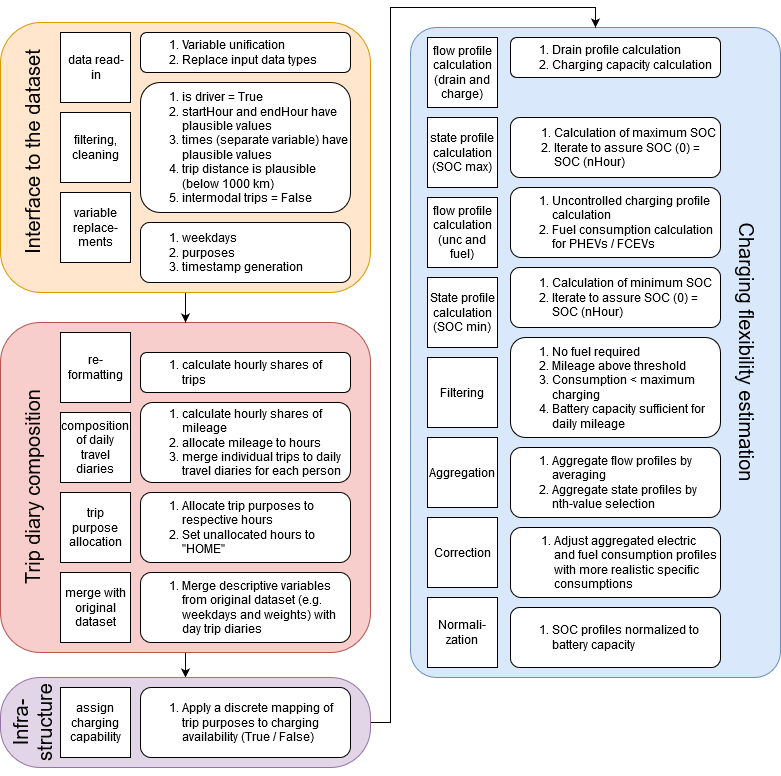 Interface to the dataset
data read-
in
1. Variable unification
2. Replace input data types
filtering,
cleaning
1. is driver = True
2. startHour and endHour have
plausible values
3. times (separate variable) have
plausible values
4. trip distance is plausible
(below 1000 km)
5. intermodal trips = False
variable
replace-
ments
1. weekdays
2. purposes
3. timestamp generation
Trip diary composition
re-
formatting
1. calculate hourly shares of
trips
composition
of daily
travel
diaries
1. calculate hourly shares of
mileage
2. allocate mileage to hours
3. merge individual trips to daily
travel diaries for each person
trip
purpose
allocation
1. Allocate trip purposes to
respective hours
2. Set unallocated hours to
"HOME"
merge with
original
dataset
1. Merge descriptive variables
from original dataset (e.g.
weekdays and weights) with
day trip diaries
Infra-
structure
assign
charging
capability
1. Apply a discrete mapping of
trip purposes to charging
availability (True / False)
Charging flexibility estimation
flow profile
calculation
(drain and
charge)
1. Drain profile calculation
2. Charging capacity calculation
state profile
calculation
(SOC max)
1. Calculation of maximum SOC
2. Iterate to assure SOC (0) =
SOC (nHour)
flow profile
calculation
(unc and
fuel)
1. Uncontrolled charging profile
calculation
2. Fuel consumption calculation
for PHEVs / FCEVs
State profile
calculation
(SOC min)
1. Calculation of minimum SOC
2. Iterate to assure SOC (0) =
SOC (nHour)
Filtering
1. No fuel required
2. Mileage above threshold
3. Consumption < maximum
charging
4. Battery capacity sufficient for
daily mileage
Aggregation
1. Aggregate flow profiles by
averaging
2. Aggregate state profiles by
nth-value selection
Correction
1. Adjust aggregated electric
and fuel consumption profiles
with more realistic specific
consumptions
Normali-
zation
1. SOC profiles normalized to
battery capacity